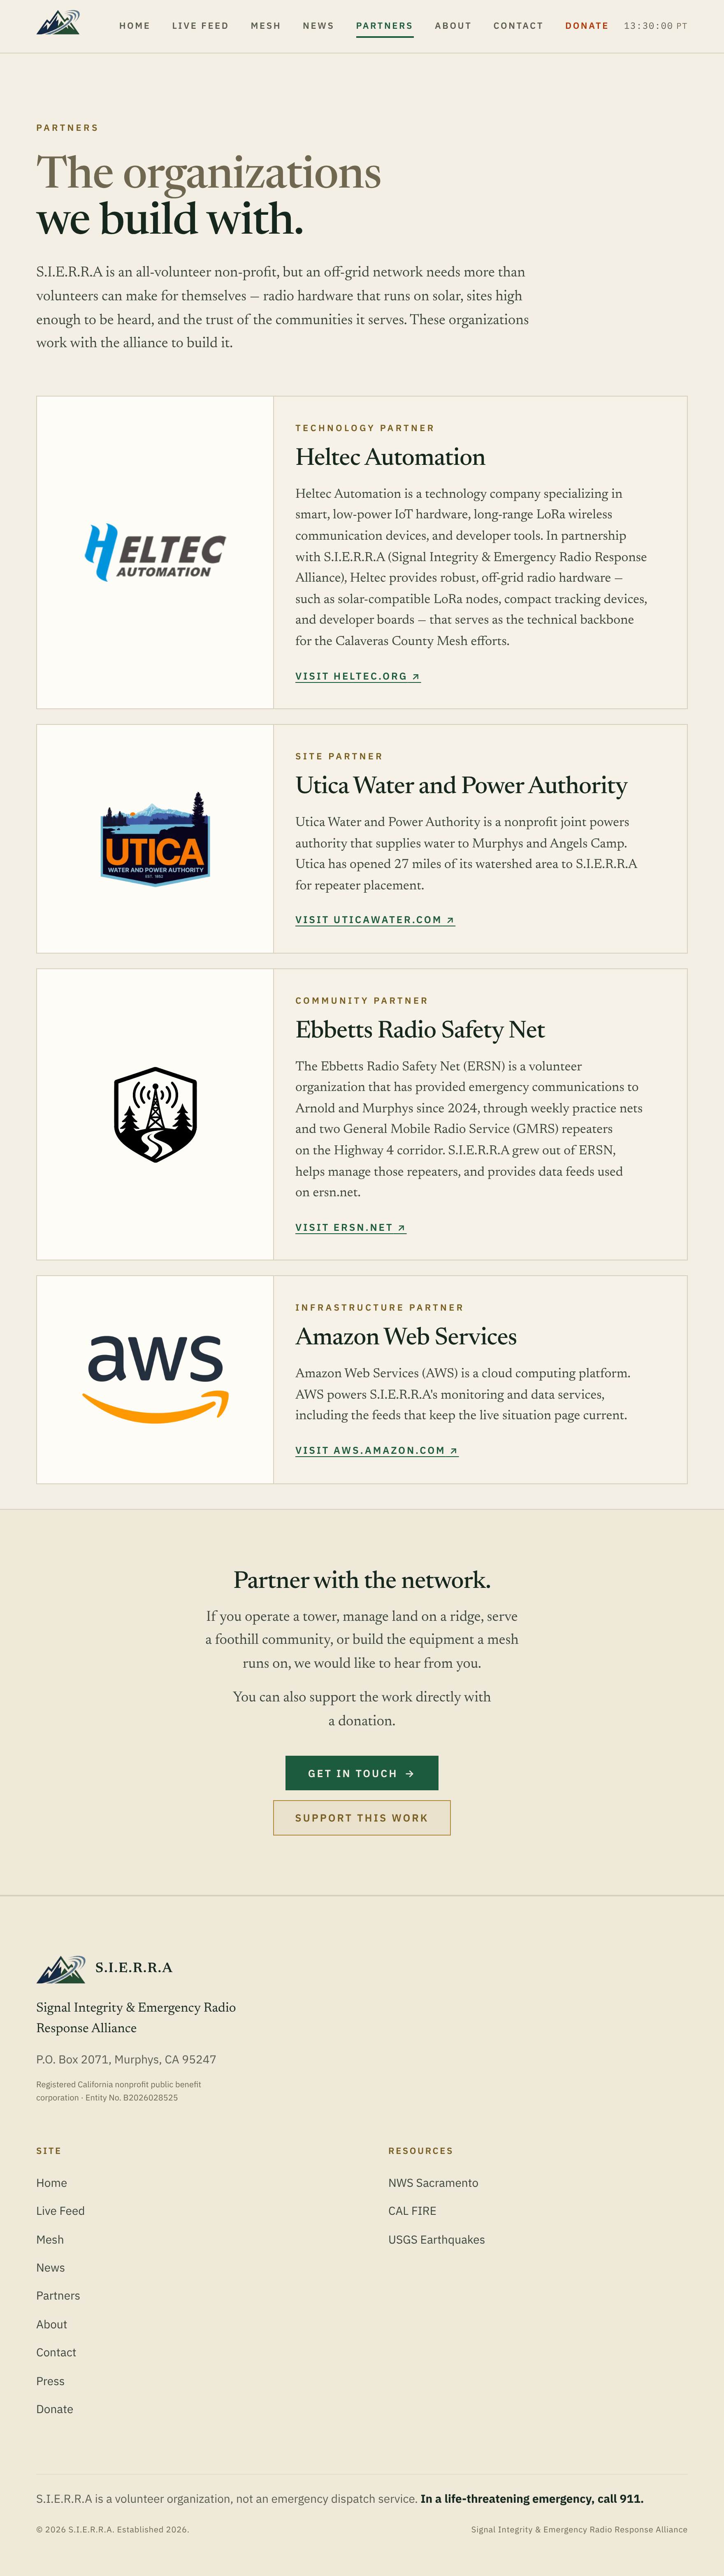 HOME LIVE FEED MESH NEWS PARTNERS ABOUT CONTACT DONATE 13:30:00 PT
PARTNERS
The organizations
we build with.
S.I.E.R.R.A is an all-volunteer non-profit, but an off-grid network needs more than
volunteers can make for themselves — radio hardware that runs on solar, sites high
enough to be heard, and the trust of the communities it serves. These organizations
work with the alliance to build it.
HELTEC
AUTOMATION
TECHNOLOGY PARTNER
Heltec Automation
Heltec Automation is a technology company specializing in
smart, low-power IoT hardware, long-range LoRa wireless
communication devices, and developer tools. In partnership
with S.I.E.R.R.A (Signal Integrity & Emergency Radio Response
Alliance), Heltec provides robust, off-grid radio hardware —
such as solar-compatible LoRa nodes, compact tracking devices,
and developer boards — that serves as the technical backbone
for the Calaveras County Mesh efforts.
VISIT HELTEC.ORG ↗
UTICA
WATER AND POWER AUTHORITY
EST. 1852
SITE PARTNER
Utica Water and Power Authority
Utica Water and Power Authority is a nonprofit joint powers
authority that supplies water to Murphys and Angels Camp.
Utica has opened 27 miles of its watershed area to S.I.E.R.R.A
for repeater placement.
VISIT UTICAWATER.COM ↗
COMMUNITY PARTNER
Ebbetts Radio Safety Net
The Ebbetts Radio Safety Net (ERSN) is a volunteer
organization that has provided emergency communications to
Arnold and Murphys since 2024, through weekly practice nets
and two General Mobile Radio Service (GMRS) repeaters
on the Highway 4 corridor. S.I.E.R.R.A grew out of ERSN,
helps manage those repeaters, and provides data feeds used
on ersn.net.
VISIT ERSN.NET ↗
aws
INFRASTRUCTURE PARTNER
Amazon Web Services
Amazon Web Services (AWS) is a cloud computing platform.
AWS powers S.I.E.R.R.A's monitoring and data services,
including the feeds that keep the live situation page current.
VISIT AWS.AMAZON.COM ↗
Partner with the network.
If you operate a tower, manage land on a ridge, serve
a foothill community, or build the equipment a mesh
runs on, we would like to hear from you.
You can also support the work directly with
a donation.
GET IN TOUCH →
SUPPORT THIS WORK
S.I.E.R.R.A
Signal Integrity & Emergency Radio
Response Alliance
P.O. Box 2071, Murphys, CA 95247
Registered California nonprofit public benefit
corporation · Entity No. B2026028525
SITE
Home
Live Feed
Mesh
News
Partners
About
Contact
Press
Donate
RESOURCES
NWS Sacramento
CAL FIRE
USGS Earthquakes
S.I.E.R.R.A is a volunteer organization, not an emergency dispatch service. In a life-threatening emergency, call 911.
© 2026 S.I.E.R.R.A. Established 2026.
Signal Integrity & Emergency Radio Response Alliance